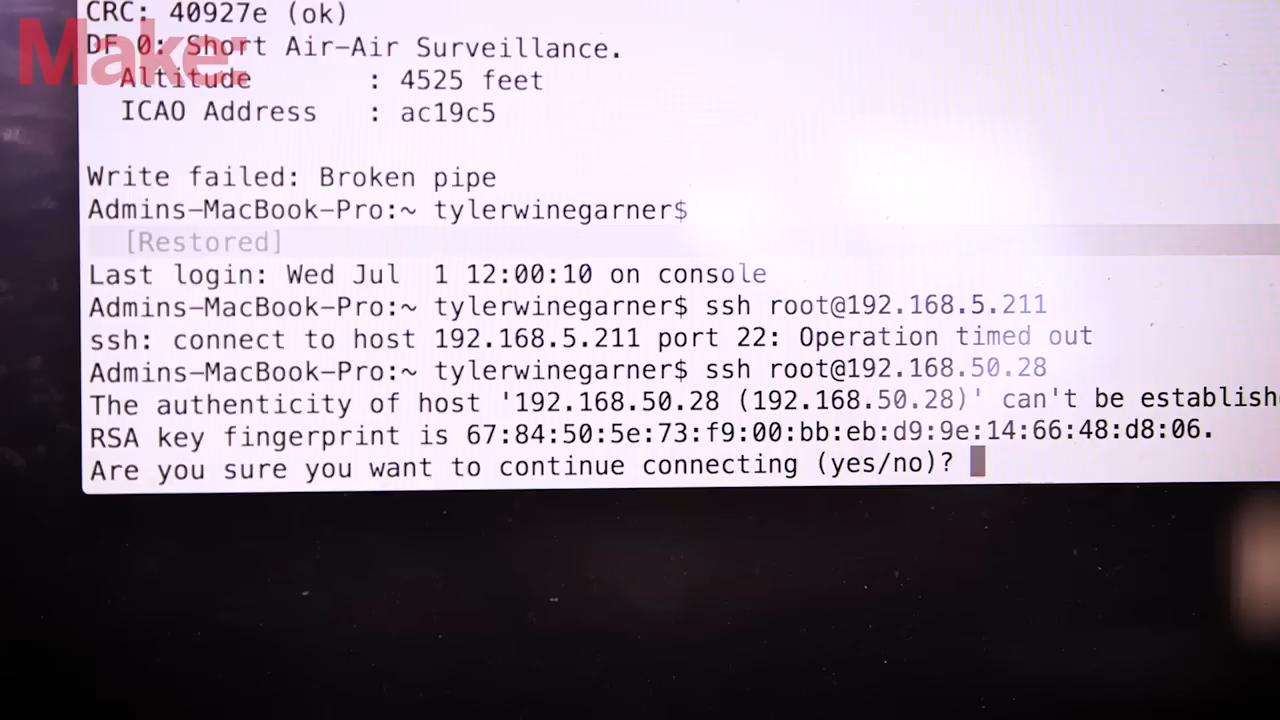 Make:
CRC: 40927e (ok)
DF 0: Short Air-Air Surveillance.
Altitude : 4525 feet
ICAO Address : ac19c5
Write failed: Broken pipe
Admins-MacBook-Pro:~ tylerwinegarner$
[Restored]
Last login: Wed Jul 1 12:00:10 on console
Admins-MacBook-Pro:~ tylerwinegarner$ ssh root@192.168.5.211
ssh: connect to host 192.168.5.211 port 22: Operation timed out
Admins-MacBook-Pro:~ tylerwinegarner$ ssh root@192.168.50.28
The authenticity of host '192.168.50.28 (192.168.50.28)' can't be establish
RSA key fingerprint is 67:84:50:5e:73:f9:00:bb:eb:d9:9e:14:66:48:d8:06.
Are you sure you want to continue connecting (yes/no)?